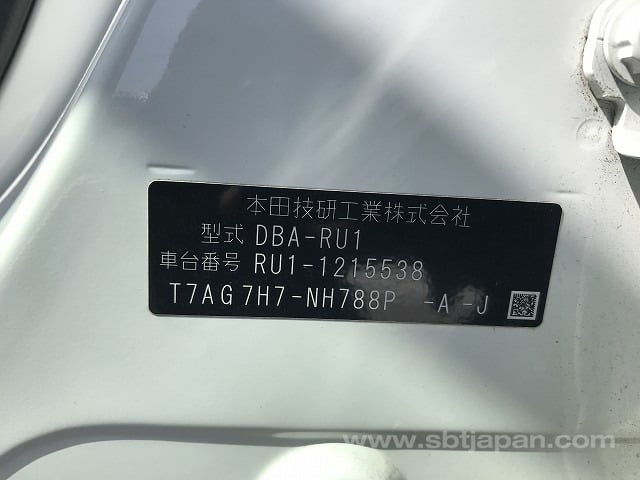 本田技研工業株式会社
型式 DBA-RU1
車台番号 RU1-1215538
T7AG 7H7-NH788P -A -J
www.sbtjapan.com